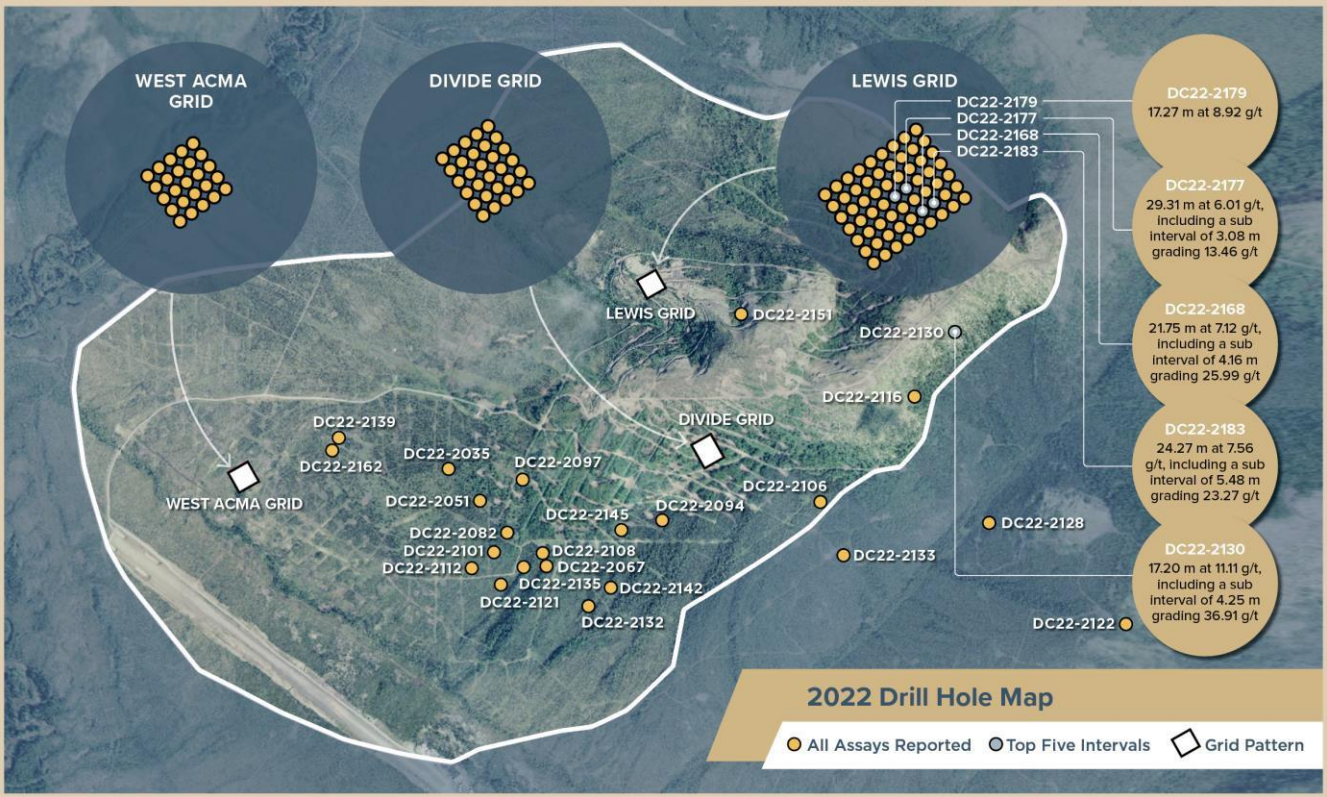 WEST ACMA
GRID
DIVIDE GRID
LEWIS GRID
DC22-2179
DC22-2177
DC22-2168
DC22-2183
DC22-2179
17.27 m at 8.92 g/t
DC22-2177
29.31 m at 6.01 g/t,
including a sub
interval of 3.08 m
grading 13.46 g/t
DC22-2168
21.75 m at 7.12 g/t,
including a sub
interval of 4.16 m
grading 25.99 g/t
DC22-2183
24.27 m at 7.56
g/t, including a sub
interval of 5.48 m
grading 23.27 g/t
DC22-2130
17.20 m at 11.11 g/t,
including a sub
interval of 4.25 m
grading 36.91 g/t
LEWIS GRID
DC22-2151
DC22-2130
DC22-2116
DIVIDE GRID
DC22-2139
DC22-2162
DC22-2035
DC22-2097
WEST ACMA GRID
DC22-2051
DC22-2106
DC22-2094
DC22-2145
DC22-2128
DC22-2082
DC22-2101
DC22-2108
DC22-2133
DC22-2112
DC22-2067
DC22-2135
DC22-2142
DC22-2121
DC22-2132
DC22-2122
2022 Drill Hole Map
All Assays Reported
Top Five Intervals
Grid Pattern